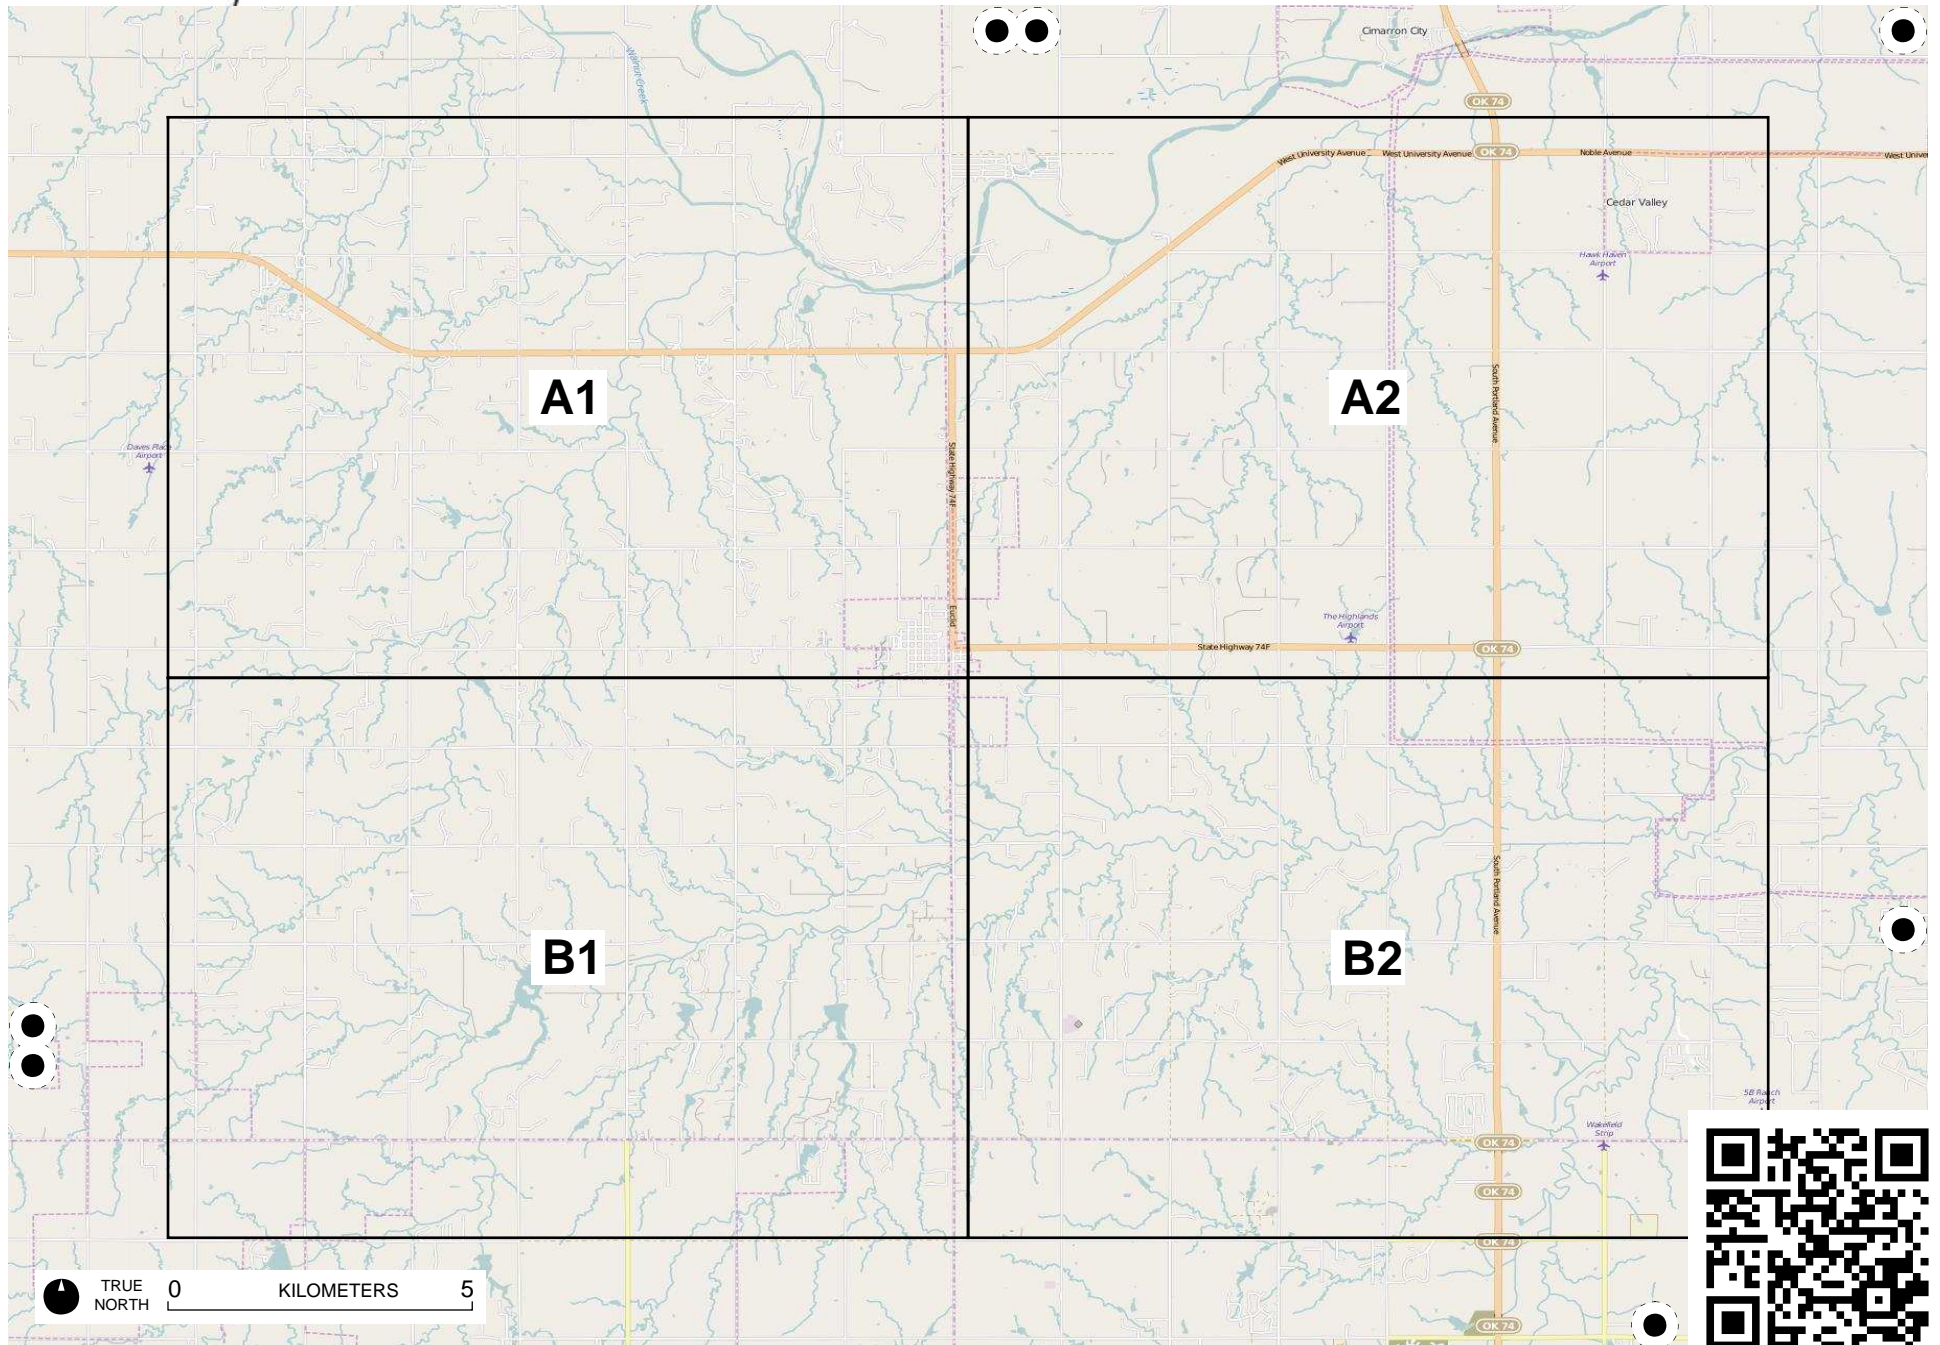 Cimarron City
Walnut Creek
OK 74
West University Avenue
West University Avenue
OK 74
Noble Avenue
Cedar Valley
Hawk Haven
Airport
A1
A2
South Portland Avenue
Daves Place
Airport
State Highway 74F
Euclid
The Highlands
Airport
State Highway 74F
OK 74
South Portland Avenue
B1
B2
5B Ranch
Airport
Wakefield
Strip
OK 74
OK 74
OK 74
TRUE
NORTH
0
KILOMETERS
5
OK 74